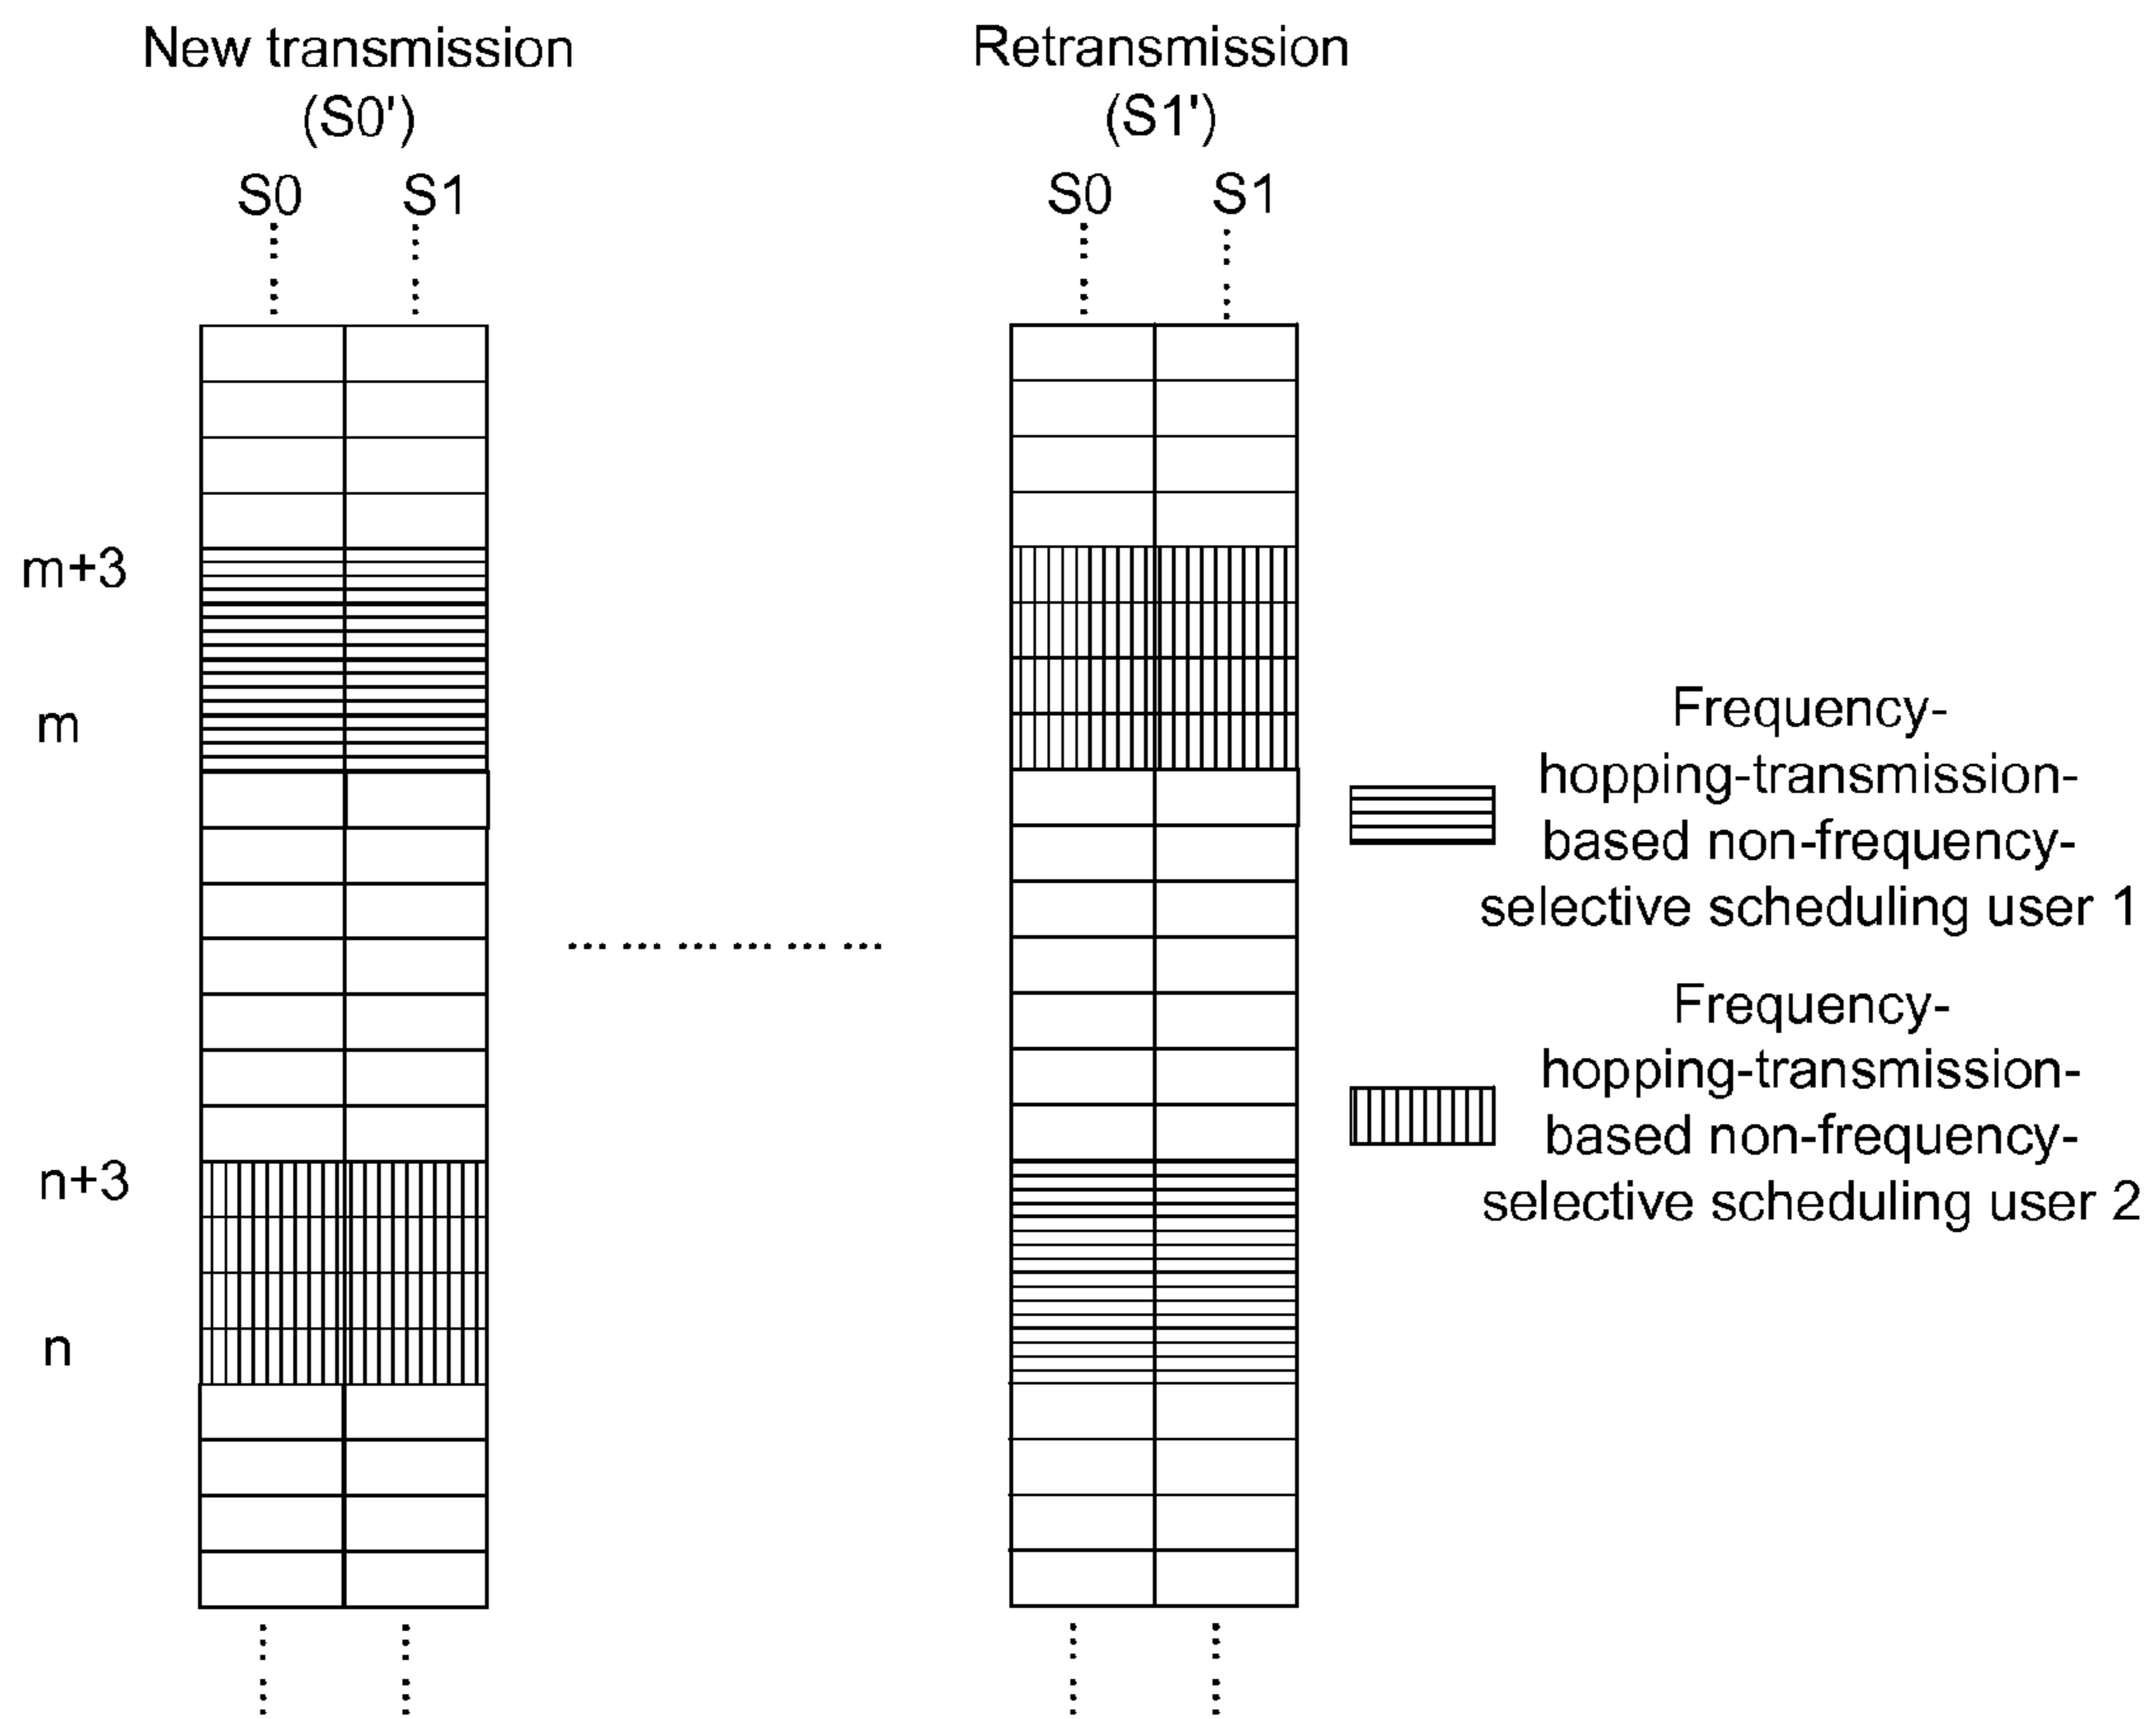 New transmission
(S0')
S0 S1
Retransmission
(S1')
S0 S1
m+3
m
n+3
n
Frequency-
hopping-transmission-
based non-frequency-
selective scheduling user 1
Frequency-
hopping-transmission-
based non-frequency-
selective scheduling user 2